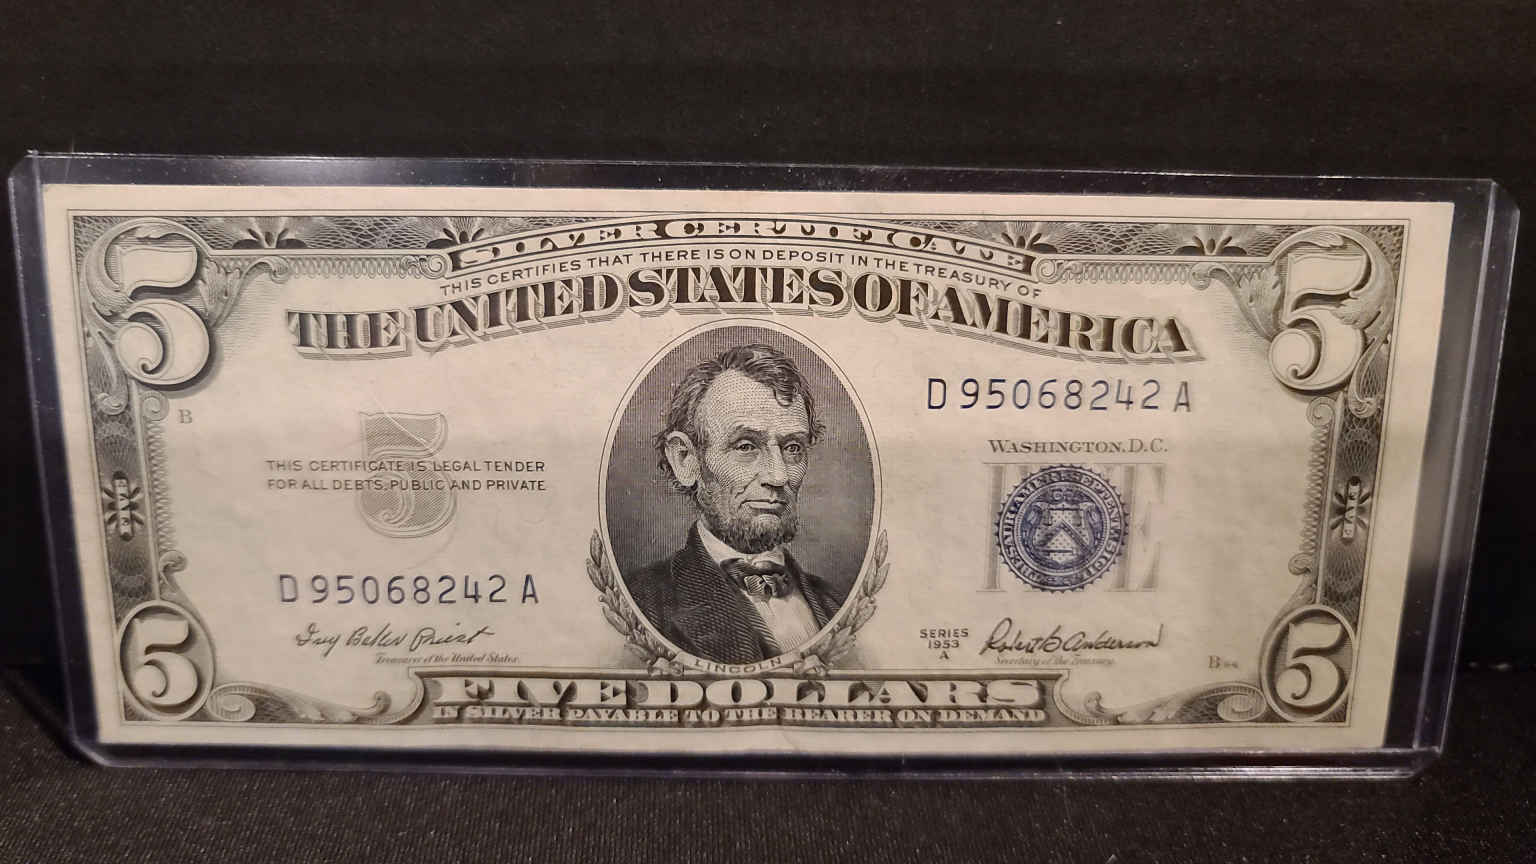 SILVER CERTIFICATE
THIS CERTIFIES THAT THERE IS ON DEPOSIT IN THE TREASURY OF
THE UNITED STATES OF AMERICA
5
5
D 95068242 A
B
WASHINGTON, D.C.
5
THIS CERTIFICATE IS LEGAL TENDER
FOR ALL DEBTS, PUBLIC AND PRIVATE
FIVE
FIVE
D 95068242 A
Ivy Baker Priest
Treasurer of the United States.
SERIES
1953
A
Robert B Anderson
Secretary of the Treasury.
B
LINCOLN
5
5
FIVE DOLLARS
IN SILVER PAYABLE TO THE BEARER ON DEMAND